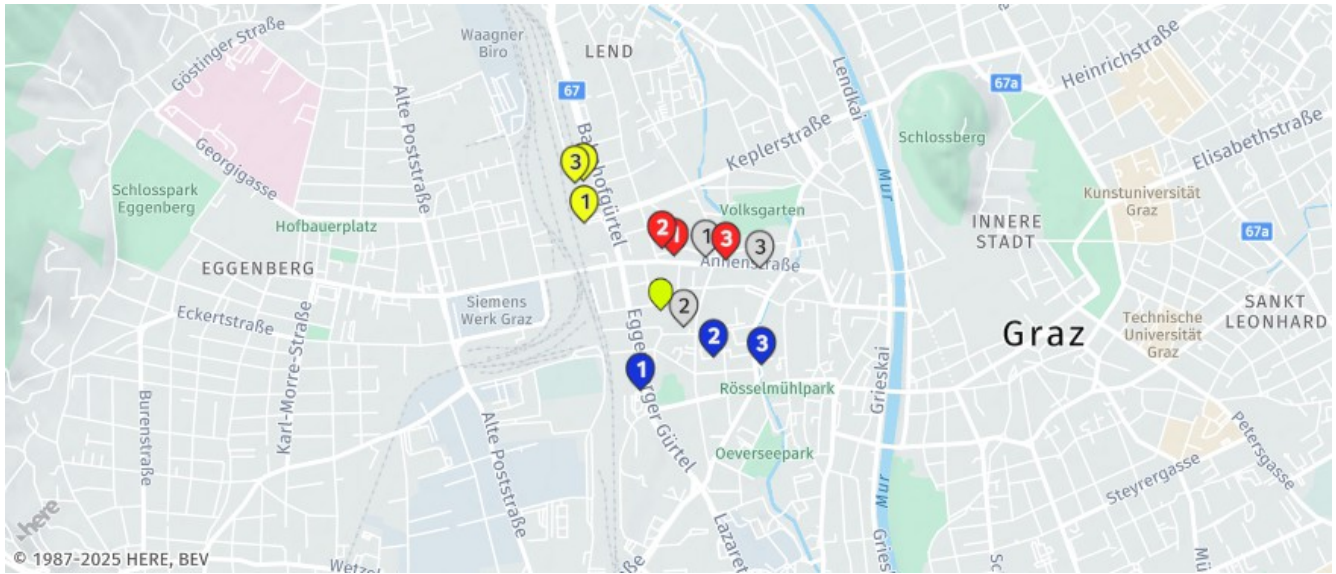 Göstinger Straße
Waagner
Biro
LEND
67
Alte Poststraße
Bahnhofgürtel
Lendkai
67a
Heinrichstraße
Schlossberg
Elisabethstraße
Keplerstraße
Georgigasse
Schlosspark
Eggenberg
Hofbauerplatz
3
1
2
3
1
3
Volksgarten
Mur
Kunstuniversität
Graz
INNERE
STADT
67a
EGGENBERG
Annenstraße
Eckertstraße
Siemens
Werk Graz
2
2
3
1
Karl-Morre-Straße
Eggenberger Gürtel
Graz
Technische
Universität
Graz
SANKT
LEONHARD
Rösselmühlpark
Grieskai
Burenstraße
Alte Poststraße
Oeverseepark
Petersgasse
Steyrergasse
Mur
here
© 1987-2025 HERE, BEV